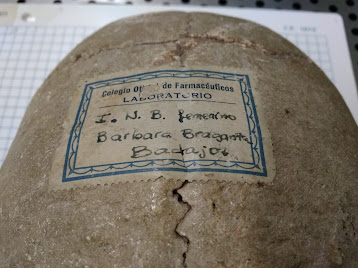 Colegio Of de Farmacéuticos
LABORATORIO
I. N. B. femenino
Barbara Braganza
Badajoz